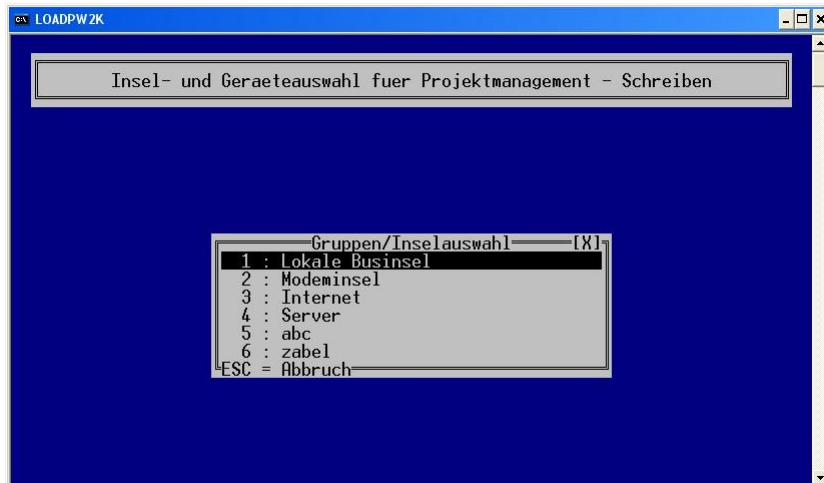 LOADPW2K
Insel- und Geraeteauswahl fuer Projektmanagement - Schreiben
Gruppen/Inselauswahl [X]
1 : Lokale Businsel
2 : Modeminsel
3 : Internet
4 : Server
5 : abc
6 : zabel
ESC = Abbruch